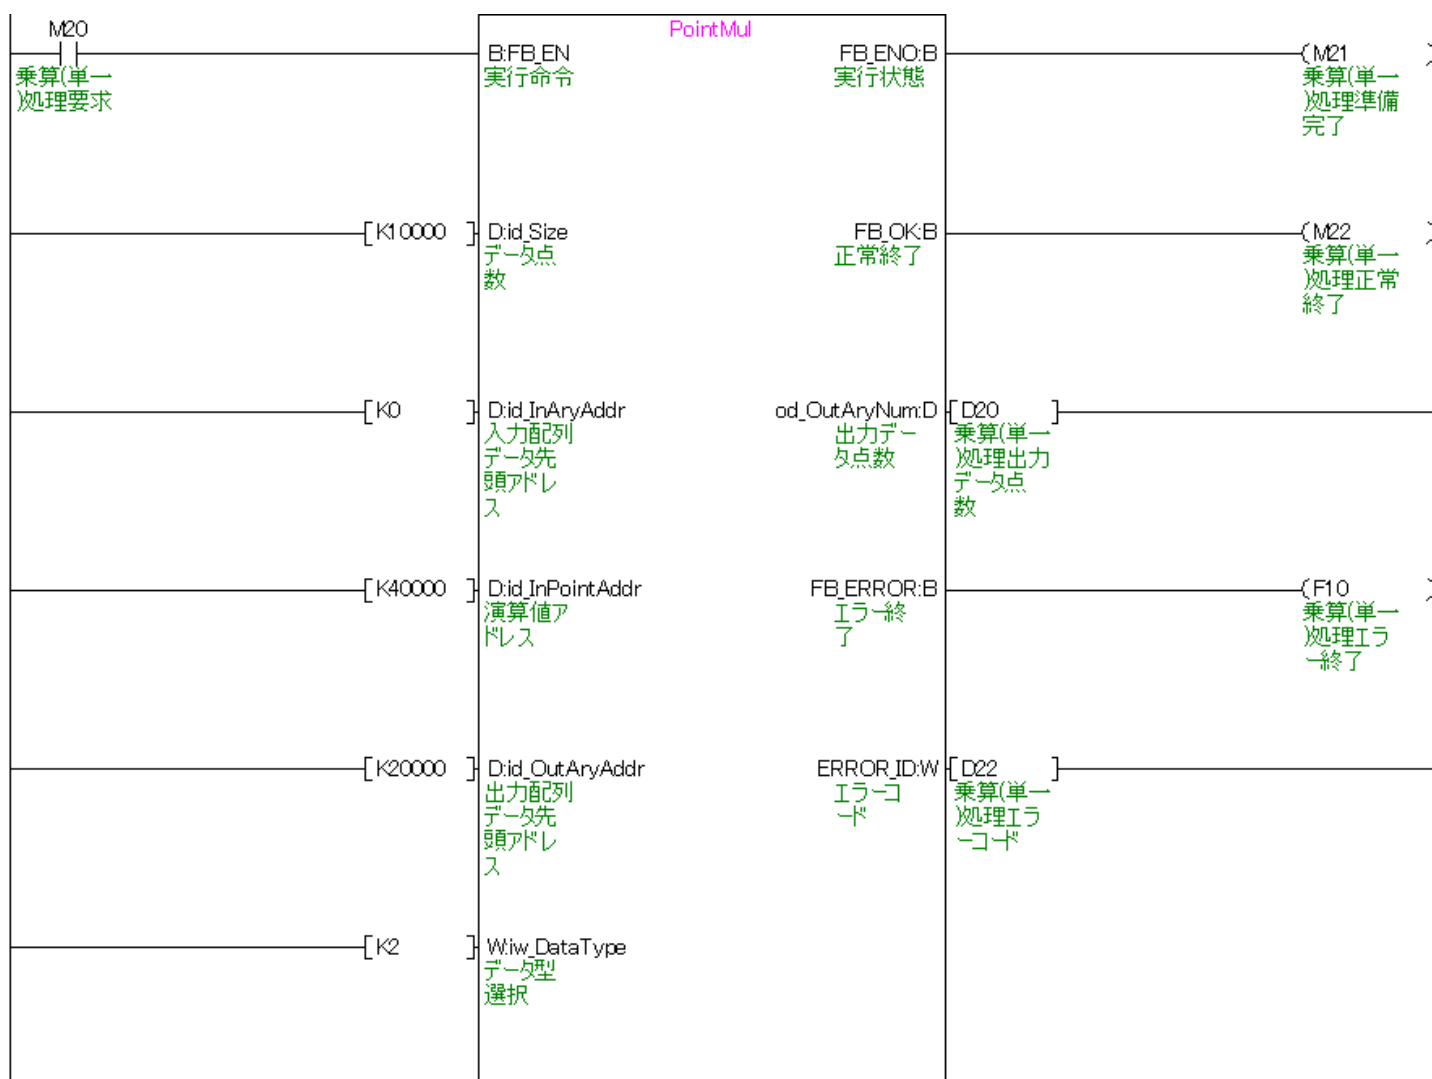 M20
PointMul
B:FB_EN
FB_ENO:B
(M21
乗算(単一
)処理要求
実行命令
実行状態
乗算(単一
)処理準備
完了
[K10000 ]
D:id_Size
データ点
数
FB_OK:B
正常終了
(M22
乗算(単一
)処理正常
終了
[K0 ]
D:id_InAryAddr
入力配列
データ先
頭アドレ
ス
od_OutAryNum:D
出力デー
タ点数
[D20 ]
乗算(単一
)処理出力
データ点
数
[K40000 ]
D:id_InPointAddr
演算値ア
ドレス
FB_ERROR:B
エラー終
了
(F10
乗算(単一
)処理エラ
ー終了
[K20000 ]
D:id_OutAryAddr
出力配列
データ先
頭アドレ
ス
ERROR_ID:W
エラーコ
ード
[D22 ]
乗算(単一
)処理エラ
ーコード
[K2 ]
W:iw_DataType
データ型
選択